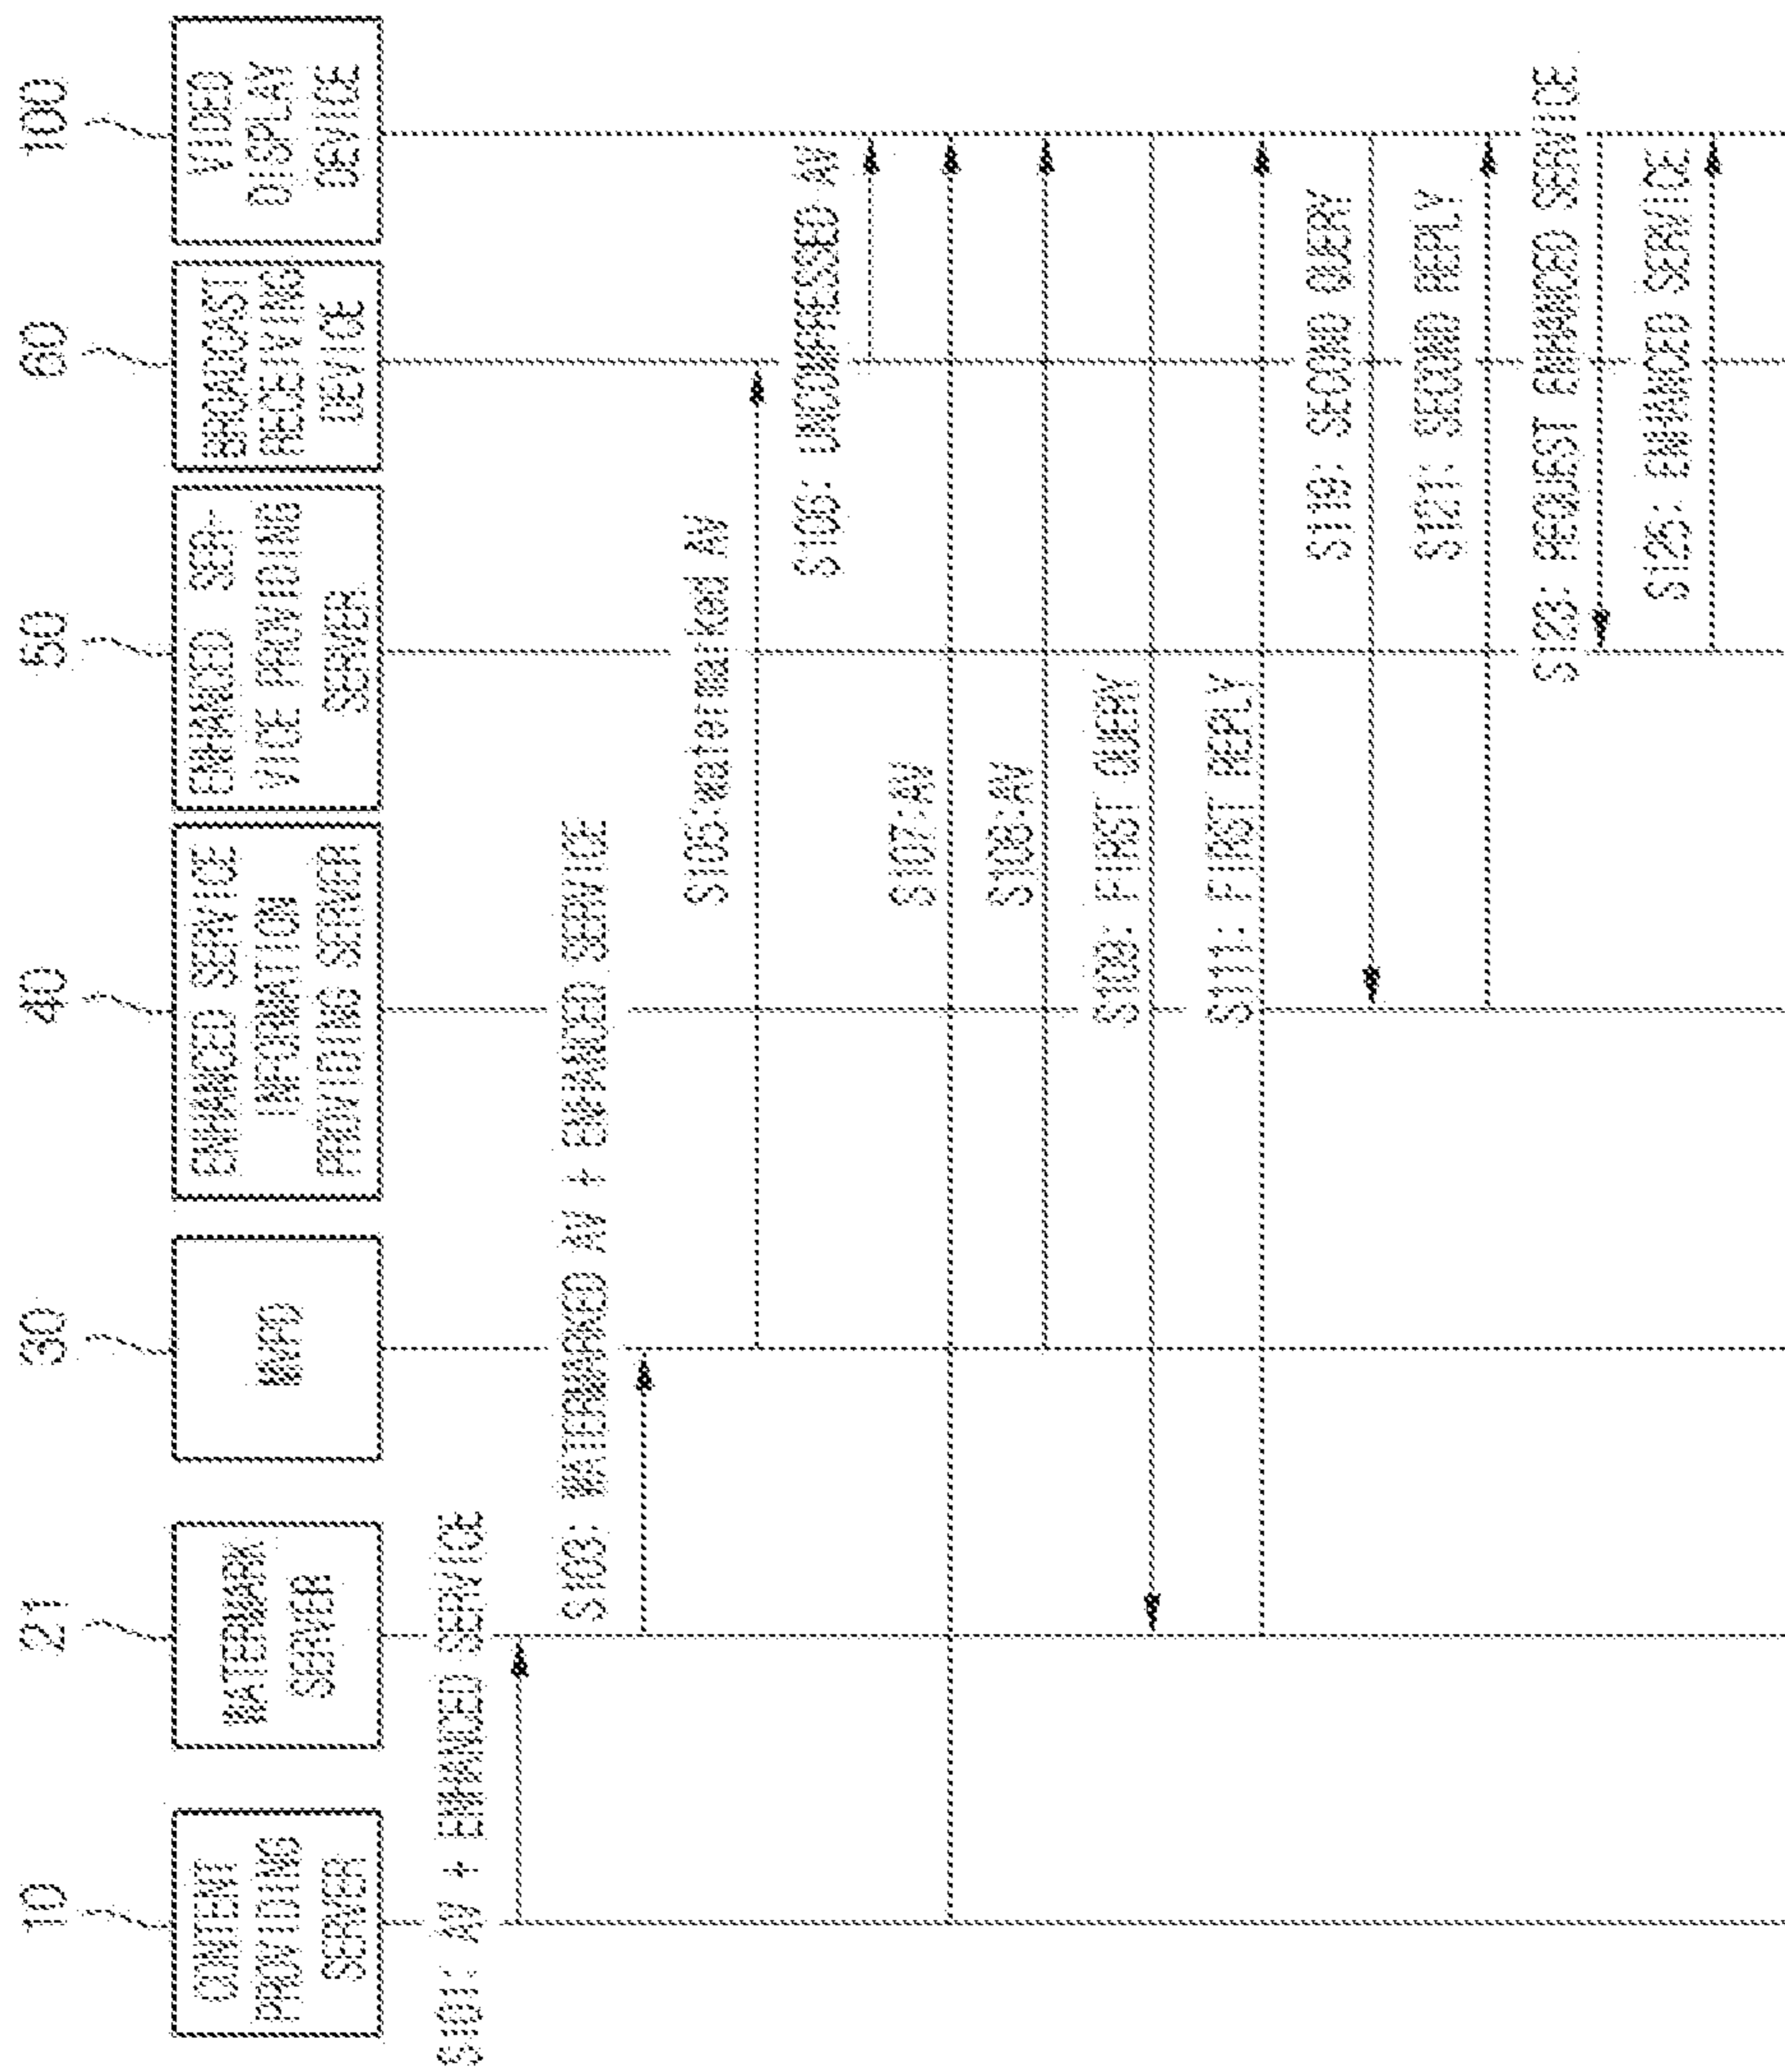 10
CONTENT
PROVIDING
SERVER
21
WATERMARK
SERVER
30
MVPD
40
ENHANCED SERVICE
INFORMATION
PROVIDING SERVER
50
ENHANCED SER-
VICE PROVIDING
SERVER
60
BROADCAST
RECEIVING
DEVICE
100
VIDEO
DISPLAY
DEVICE
S101: AV + ENHANCED SERVICE
S103: WATERMARKED AV + ENHANCED SERVICE
S105:watermarked AV
S106: UNCOMPRESSED AV
S107:AV
S108:AV
S109: FIRST QUERY
S111: FIRST REPLY
S119: SECOND QUERY
S121: SECOND REPLY
S123: REQUEST ENHANCED SERVICE
S125: ENHANCED SERVICE